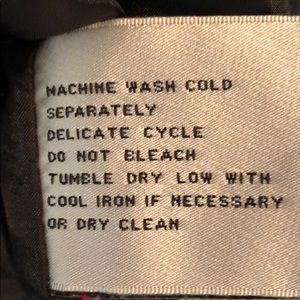 MACHINE WASH COLD
SEPARATELY
DELICATE CYCLE
DO NOT BLEACH
TUMBLE DRY LOW WITH
COOL IRON IF NECESSARY
OR DRY CLEAN